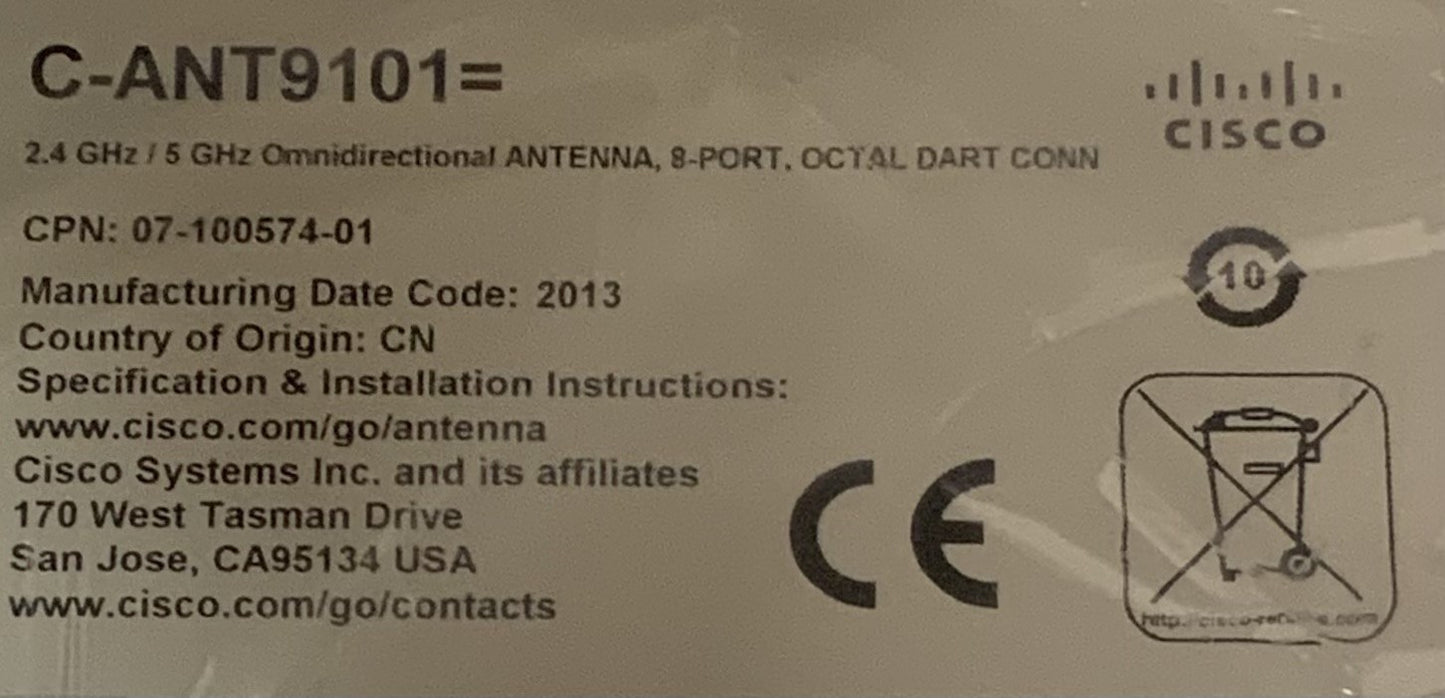 C-ANT9101=
CISCO
2.4 GHz / 5 GHz Omnidirectional ANTENNA, 8-PORT, OCTAL DART CONN
CPN: 07-100574-01
10
Manufacturing Date Code: 2013
Country of Origin: CN
Specification & Installation Instructions:
www.cisco.com/go/antenna
Cisco Systems Inc. and its affiliates
170 West Tasman Drive
San Jose, CA95134 USA
www.cisco.com/go/contacts
CE